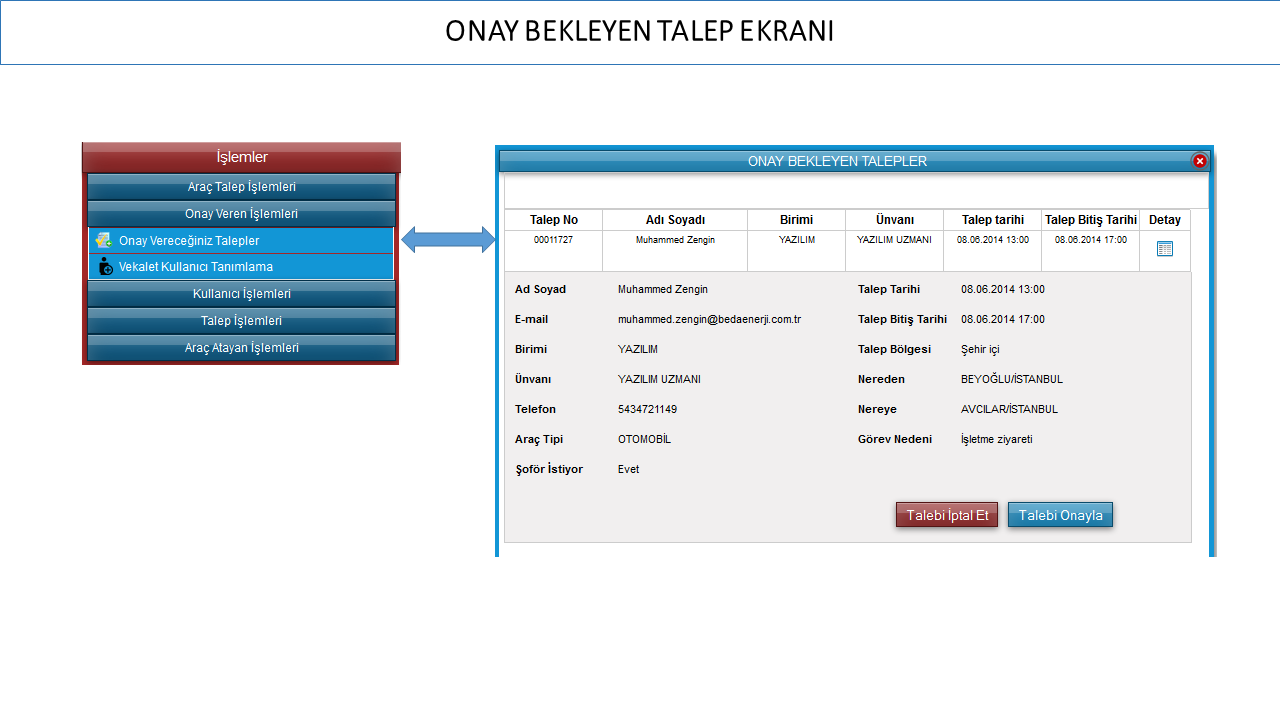 ONAY BEKLEYEN TALEP EKRANI
İşlemler
Araç Talep İşlemleri
Onay Veren İşlemleri
Onay Vereceğiniz Talepler
Vekalet Kullanıcı Tanımlama
Kullanıcı İşlemleri
Talep İşlemleri
Araç Atayan İşlemleri
ONAY BEKLEYEN TALEPLER
Talep No Adı Soyadı Birimi Ünvanı Talep tarihi Talep Bitiş Tarihi Detay
00011727 Muhammed Zengin YAZILIM YAZILIM UZMANI 08.06.2014 13:00 08.06.2014 17:00
Ad Soyad Muhammed Zengin Talep Tarihi 08.06.2014 13:00
E-mail muhammed.zengin@bedaenerji.com.tr Talep Bitiş Tarihi 08.06.2014 17:00
Birimi YAZILIM Talep Bölgesi Şehir içi
Ünvanı YAZILIM UZMANI Nereden BEYOĞLU/İSTANBUL
Telefon 5434721149 Nereye AVCILAR/İSTANBUL
Araç Tipi OTOMOBİL Görev Nedeni İşletme ziyareti
Şoför İstiyor Evet
Talebi İptal Et Talebi Onayla